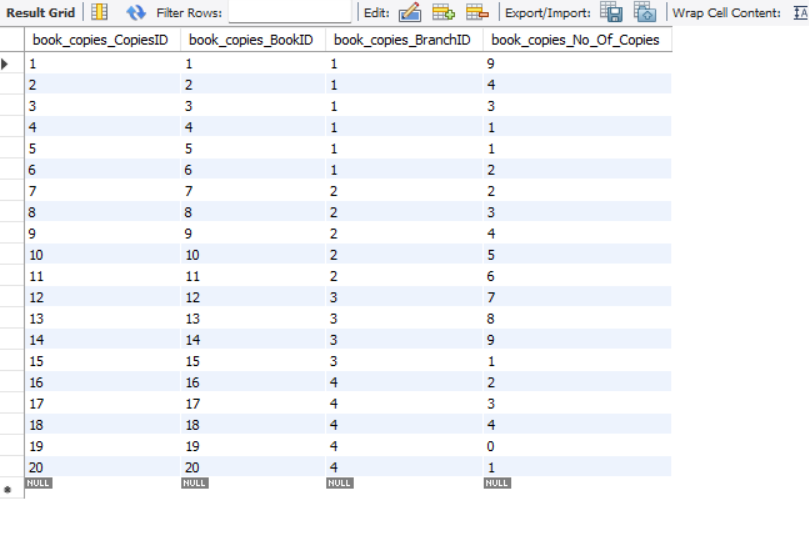 Result Grid Filter Rows: Edit: Export/Import: Wrap Cell Content: IA
book_copies_CopiesID book_copies_BookID book_copies_BranchID book_copies_No_Of_Copies
1 1 1 9
2 2 1 4
3 3 1 3
4 4 1 1
5 5 1 1
6 6 1 2
7 7 2 2
8 8 2 3
9 9 2 4
10 10 2 5
11 11 2 6
12 12 3 7
13 13 3 8
14 14 3 9
15 15 3 1
16 16 4 2
17 17 4 3
18 18 4 4
19 19 4 0
20 20 4 1
NULL NULL NULL NULL